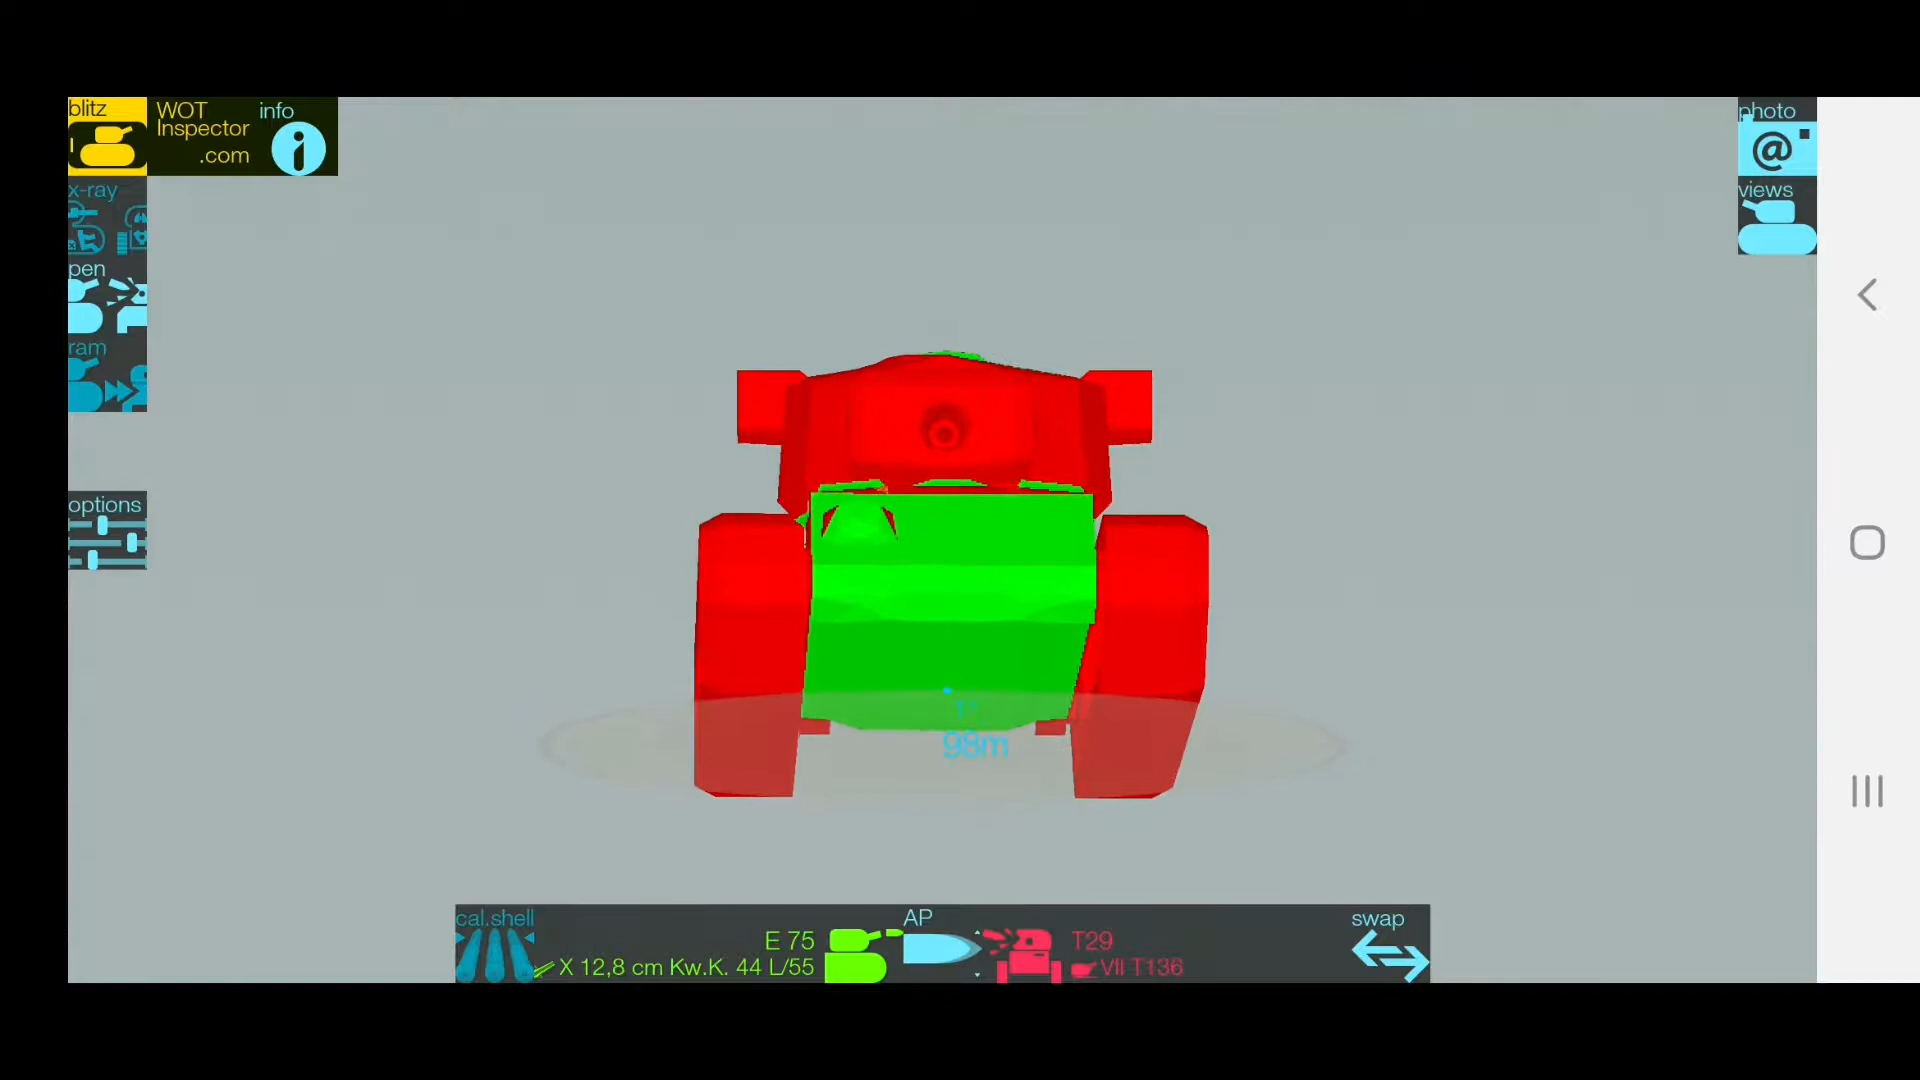 blitz
WOT
Inspector
.com
info
photo
x-ray
views
pen
ram
options
1°
98m
cal.shell
AP
swap
E 75
T29
X 12,8 cm Kw.K. 44 L/55
VII T136